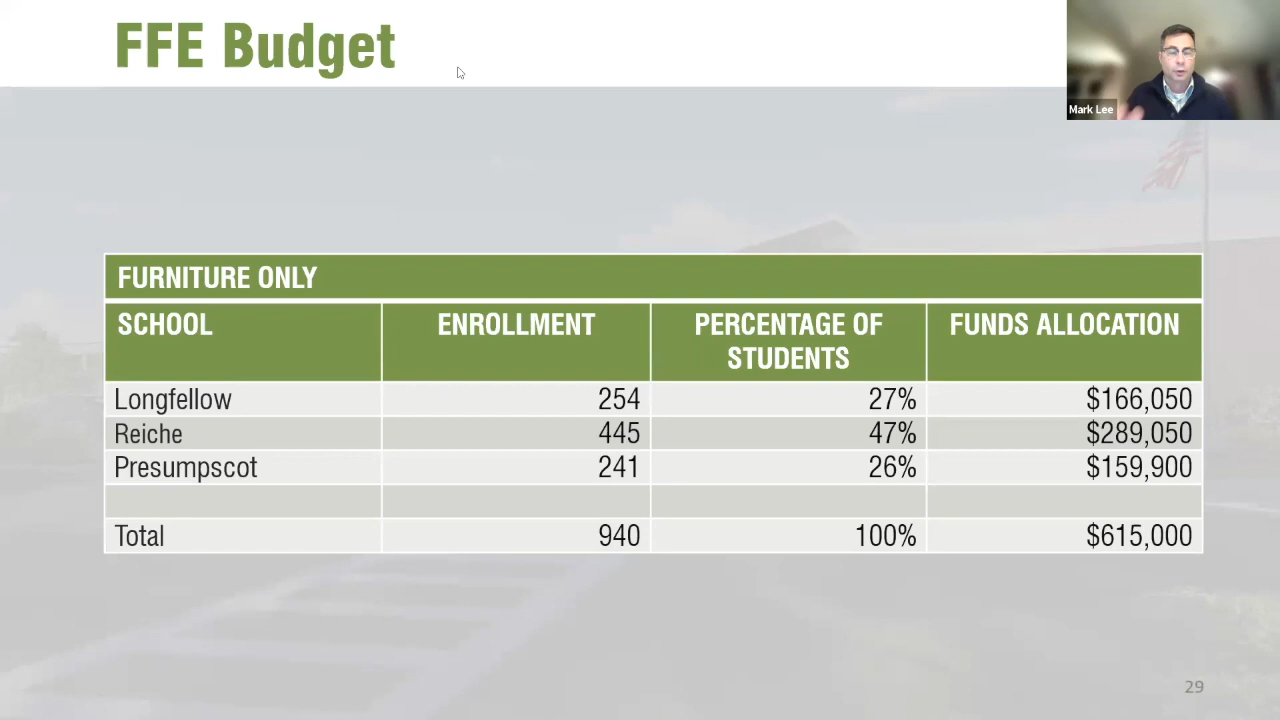 FFE Budget
Mark Lee
FURNITURE ONLY
SCHOOL ENROLLMENT PERCENTAGE OF STUDENTS FUNDS ALLOCATION
Longfellow 254 27% $166,050
Reiche 445 47% $289,050
Presumpscot 241 26% $159,900
Total 940 100% $615,000
29